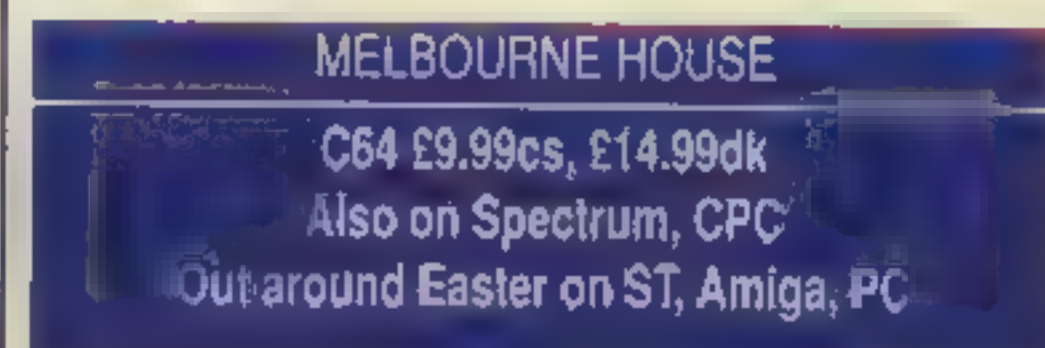 MELBOURNE HOUSE
C64 £9.99cs, £14.99dk
Also on Spectrum, CPC
Out around Easter on ST, Amiga, PC